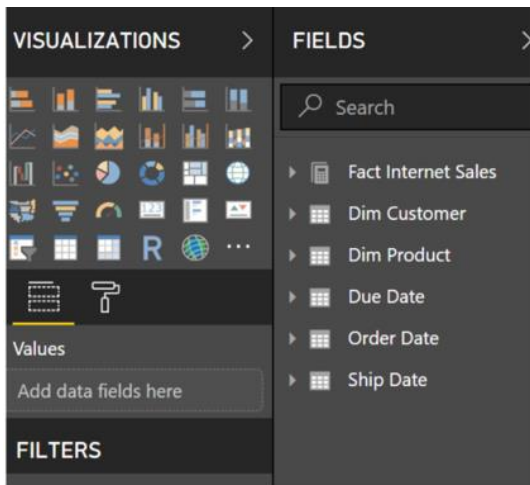 VISUALIZATIONS
123
R
Values
Add data fields here
FILTERS
FIELDS
Search
Fact Internet Sales
Dim Customer
Dim Product
Due Date
Order Date
Ship Date